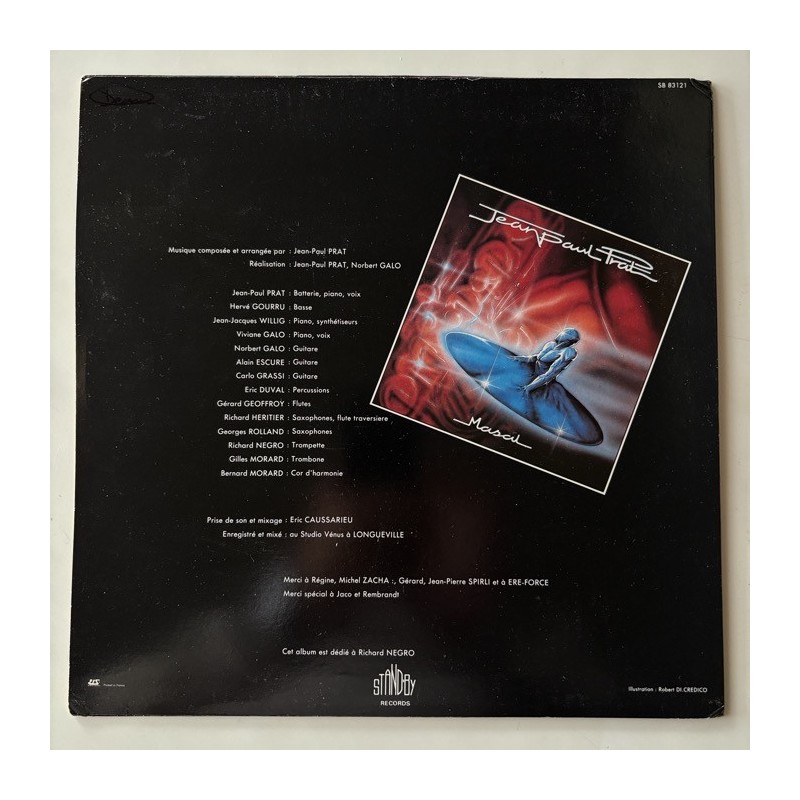 SB 83121
Jean Paul Prat
Masal
Musique composée et arrangée par : Jean-Paul PRAT
Réalisation : Jean-Paul PRAT, Norbert GALO
Jean-Paul PRAT : Batterie, piano, voix
Hervé GOURRU : Basse
Jean-Jacques WILLIG : Piano, synthétiseurs
Viviane GALO : Piano, voix
Norbert GALO : Guitare
Alain ESCURE : Guitare
Carlo GRASSI : Guitare
Eric DUVAL : Percussions
Gérard GEOFFROY : Flutes
Richard HERITIER : Saxophones, flute traversiere
Georges ROLLAND : Saxophones
Richard NEGRO : Trompette
Gilles MORARD : Trombone
Bernard MORARD : Cor d'harmonie
Prise de son et mixage : Eric CAUSSARIEU
Enregistré et mixé : au Studio Vénus à LONGUEVILLE
Merci à Régine, Michel ZACHA :, Gérard, Jean-Pierre SPIRLI et à ERE-FORCE
Merci spécial à Jaco et Rembrandt
Cet album est dédié à Richard NEGRO
STANDBY
RECORDS
Printed in France
Illustration : Robert DI.CREDICO